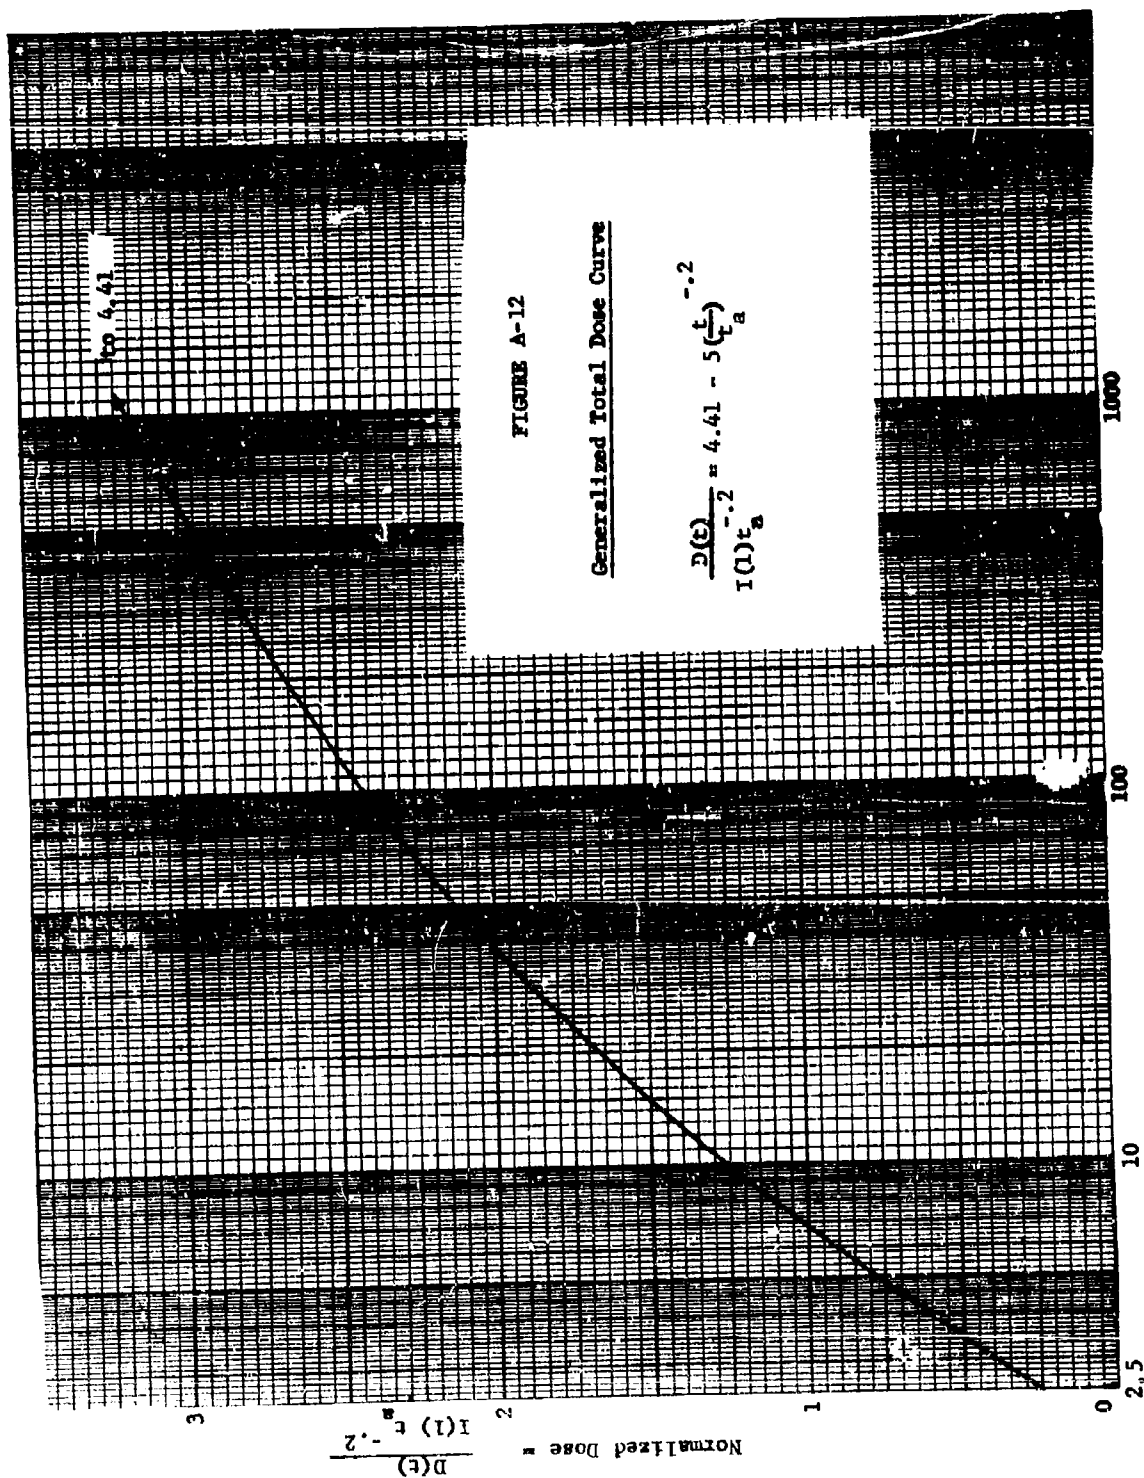 FIGURE A-12
Generalized Total Dose Curve
D(t)
I(1)t_a^-.2 = 4.41 - 5(t/t_a)^-.2
to 4.41
Normalized Dose = D(t)
I(1) t_a^-.2
3
2
1
0
2.5
10
100
1000